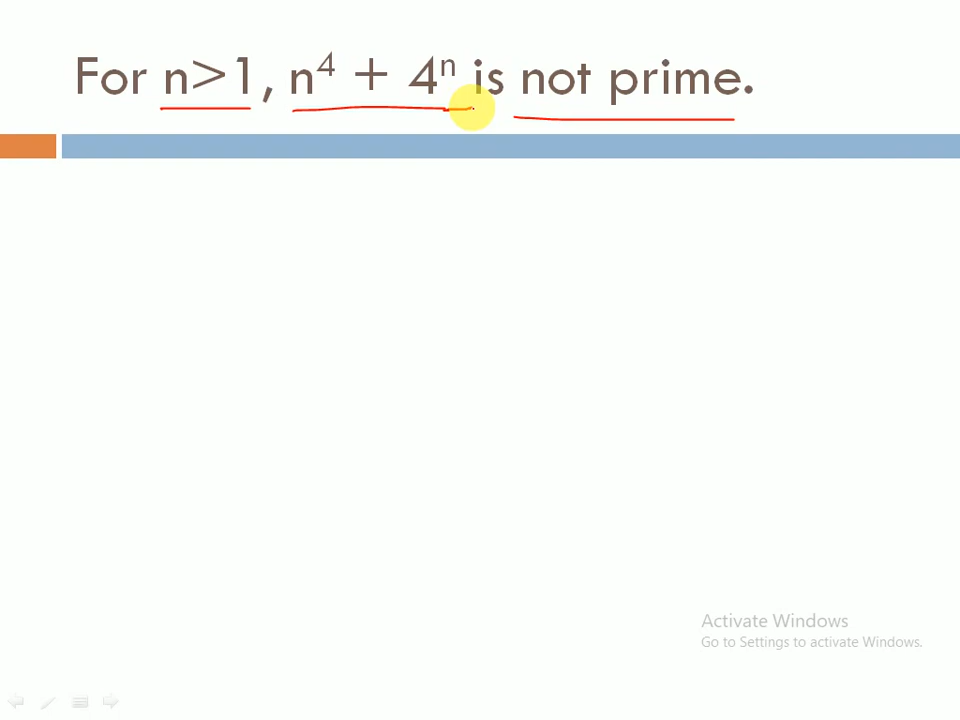 For n>1, n⁴ + 4ⁿ is not prime.
Activate Windows
Go to Settings to activate Windows.